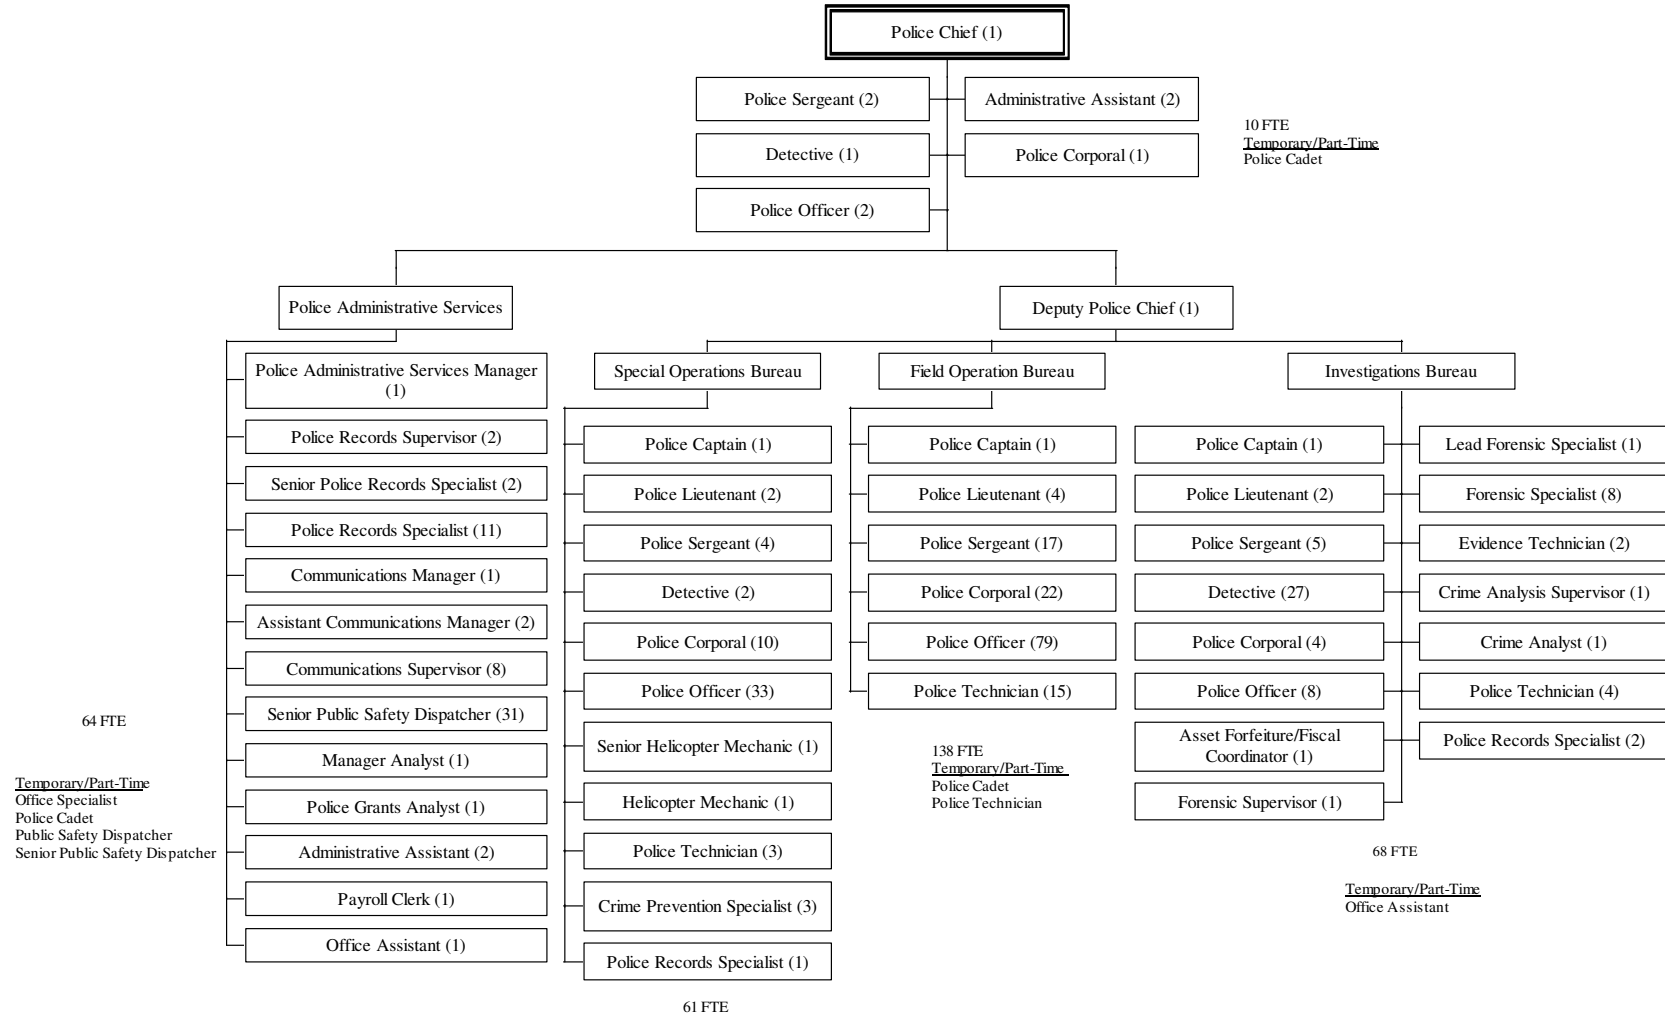 Police Chief (1)
Police Sergeant (2)
Administrative Assistant (2)
Detective (1)
Police Corporal (1)
Police Officer (2)
10 FTE
Temporary/Part-Time
Police Cadet
Police Administrative Services
Deputy Police Chief (1)
Police Administrative Services Manager
(1)
Police Records Supervisor (2)
Senior Police Records Specialist (2)
Police Records Specialist (11)
Communications Manager (1)
Assistant Communications Manager (2)
Communications Supervisor (8)
Senior Public Safety Dispatcher (31)
Manager Analyst (1)
Police Grants Analyst (1)
Administrative Assistant (2)
Payroll Clerk (1)
Office Assistant (1)
64 FTE
Temporary/Part-Time
Office Specialist
Police Cadet
Public Safety Dispatcher
Senior Public Safety Dispatcher
Special Operations Bureau
Police Captain (1)
Police Lieutenant (2)
Police Sergeant (4)
Detective (2)
Police Corporal (10)
Police Officer (33)
Senior Helicopter Mechanic (1)
Helicopter Mechanic (1)
Police Technician (3)
Crime Prevention Specialist (3)
Police Records Specialist (1)
61 FTE
Field Operation Bureau
Police Captain (1)
Police Lieutenant (4)
Police Sergeant (17)
Police Corporal (22)
Police Officer (79)
Police Technician (15)
138 FTE
Temporary/Part-Time
Police Cadet
Police Technician
Investigations Bureau
Police Captain (1)
Police Lieutenant (2)
Police Sergeant (5)
Detective (27)
Police Corporal (4)
Police Officer (8)
Asset Forfeiture/Fiscal
Coordinator (1)
Forensic Supervisor (1)
Lead Forensic Specialist (1)
Forensic Specialist (8)
Evidence Technician (2)
Crime Analysis Supervisor (1)
Crime Analyst (1)
Police Technician (4)
Police Records Specialist (2)
68 FTE
Temporary/Part-Time
Office Assistant